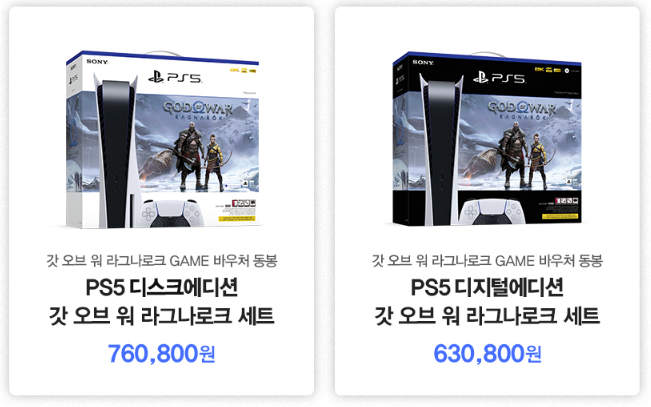 SONY
PS5
GOD OF WAR
RAGNARÖK
갓 오브 워 라그나로크 GAME 바우처 동봉
PS5 디스크에디션
갓 오브 워 라그나로크 세트
760,800원
SONY
PS5
8K
GOD OF WAR
RAGNARÖK
갓 오브 워 라그나로크 GAME 바우처 동봉
PS5 디지털에디션
갓 오브 워 라그나로크 세트
630,800원